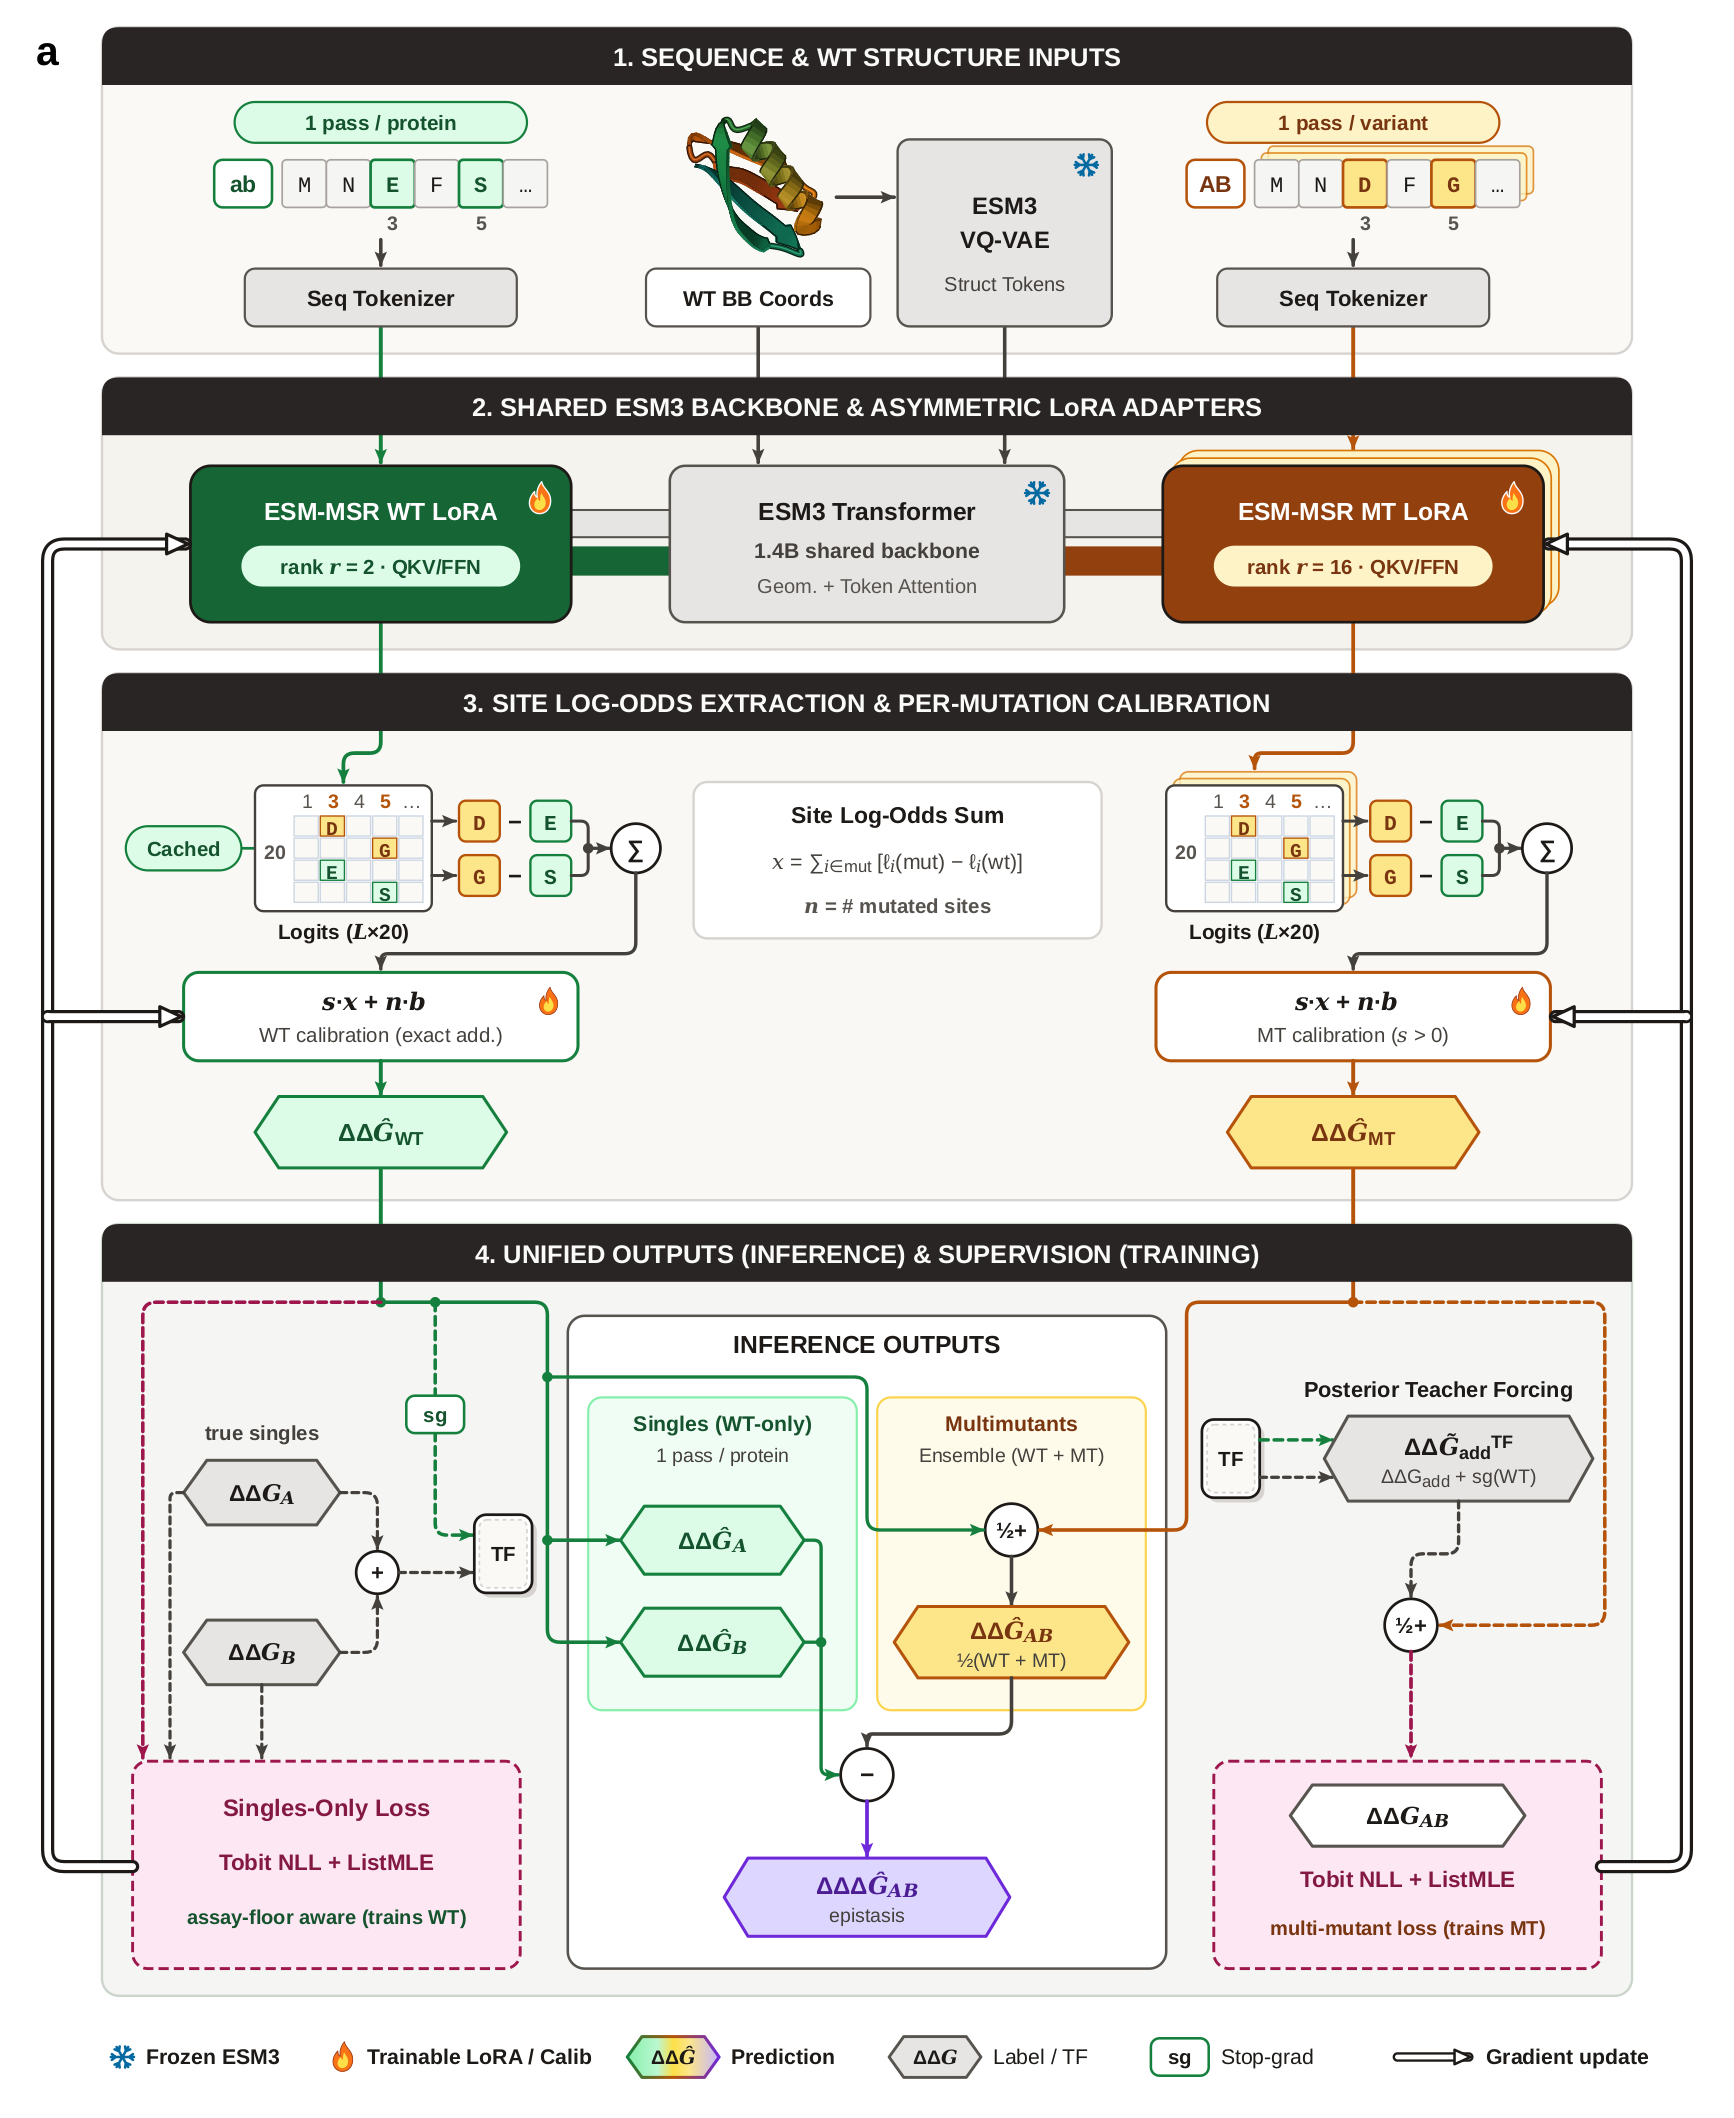 a
1. SEQUENCE & WT STRUCTURE INPUTS
1 pass / protein
ab M N E F S …
3 5
Seq Tokenizer
WT BB Coords
ESM3
VQ-VAE
Struct Tokens
1 pass / variant
AB M N D F G …
3 5
Seq Tokenizer
2. SHARED ESM3 BACKBONE & ASYMMETRIC LoRA ADAPTERS
ESM-MSR WT LoRA
rank r = 2 · QKV/FFN
ESM3 Transformer
1.4B shared backbone
Geom. + Token Attention
ESM-MSR MT LoRA
rank r = 16 · QKV/FFN
3. SITE LOG-ODDS EXTRACTION & PER-MUTATION CALIBRATION
Cached
1 3 4 5 …
20
D
G
E
S
D − E
G − S
∑
Logits (L×20)
Site Log-Odds Sum
x = ∑i∈mut [ℓi(mut) − ℓi(wt)]
n = # mutated sites
1 3 4 5 …
20
D
G
E
S
D − E
G − S
∑
Logits (L×20)
s·x + n·b
WT calibration (exact add.)
s·x + n·b
MT calibration (s > 0)
ΔΔĜWT
ΔΔĜMT
4. UNIFIED OUTPUTS (INFERENCE) & SUPERVISION (TRAINING)
sg
true singles
ΔΔGA
+
ΔΔGB
TF
INFERENCE OUTPUTS
Singles (WT-only)
1 pass / protein
ΔΔĜA
ΔΔĜB
Multimutants
Ensemble (WT + MT)
½+
ΔΔĜAB
½(WT + MT)
−
ΔΔΔĜAB
epistasis
Posterior Teacher Forcing
TF
ΔΔG̃addTF
ΔΔGadd + sg(WT)
½+
Singles-Only Loss
Tobit NLL + ListMLE
assay-floor aware (trains WT)
ΔΔGAB
Tobit NLL + ListMLE
multi-mutant loss (trains MT)
Frozen ESM3
Trainable LoRA / Calib
ΔΔĜ Prediction
ΔΔG Label / TF
sg Stop-grad
Gradient update